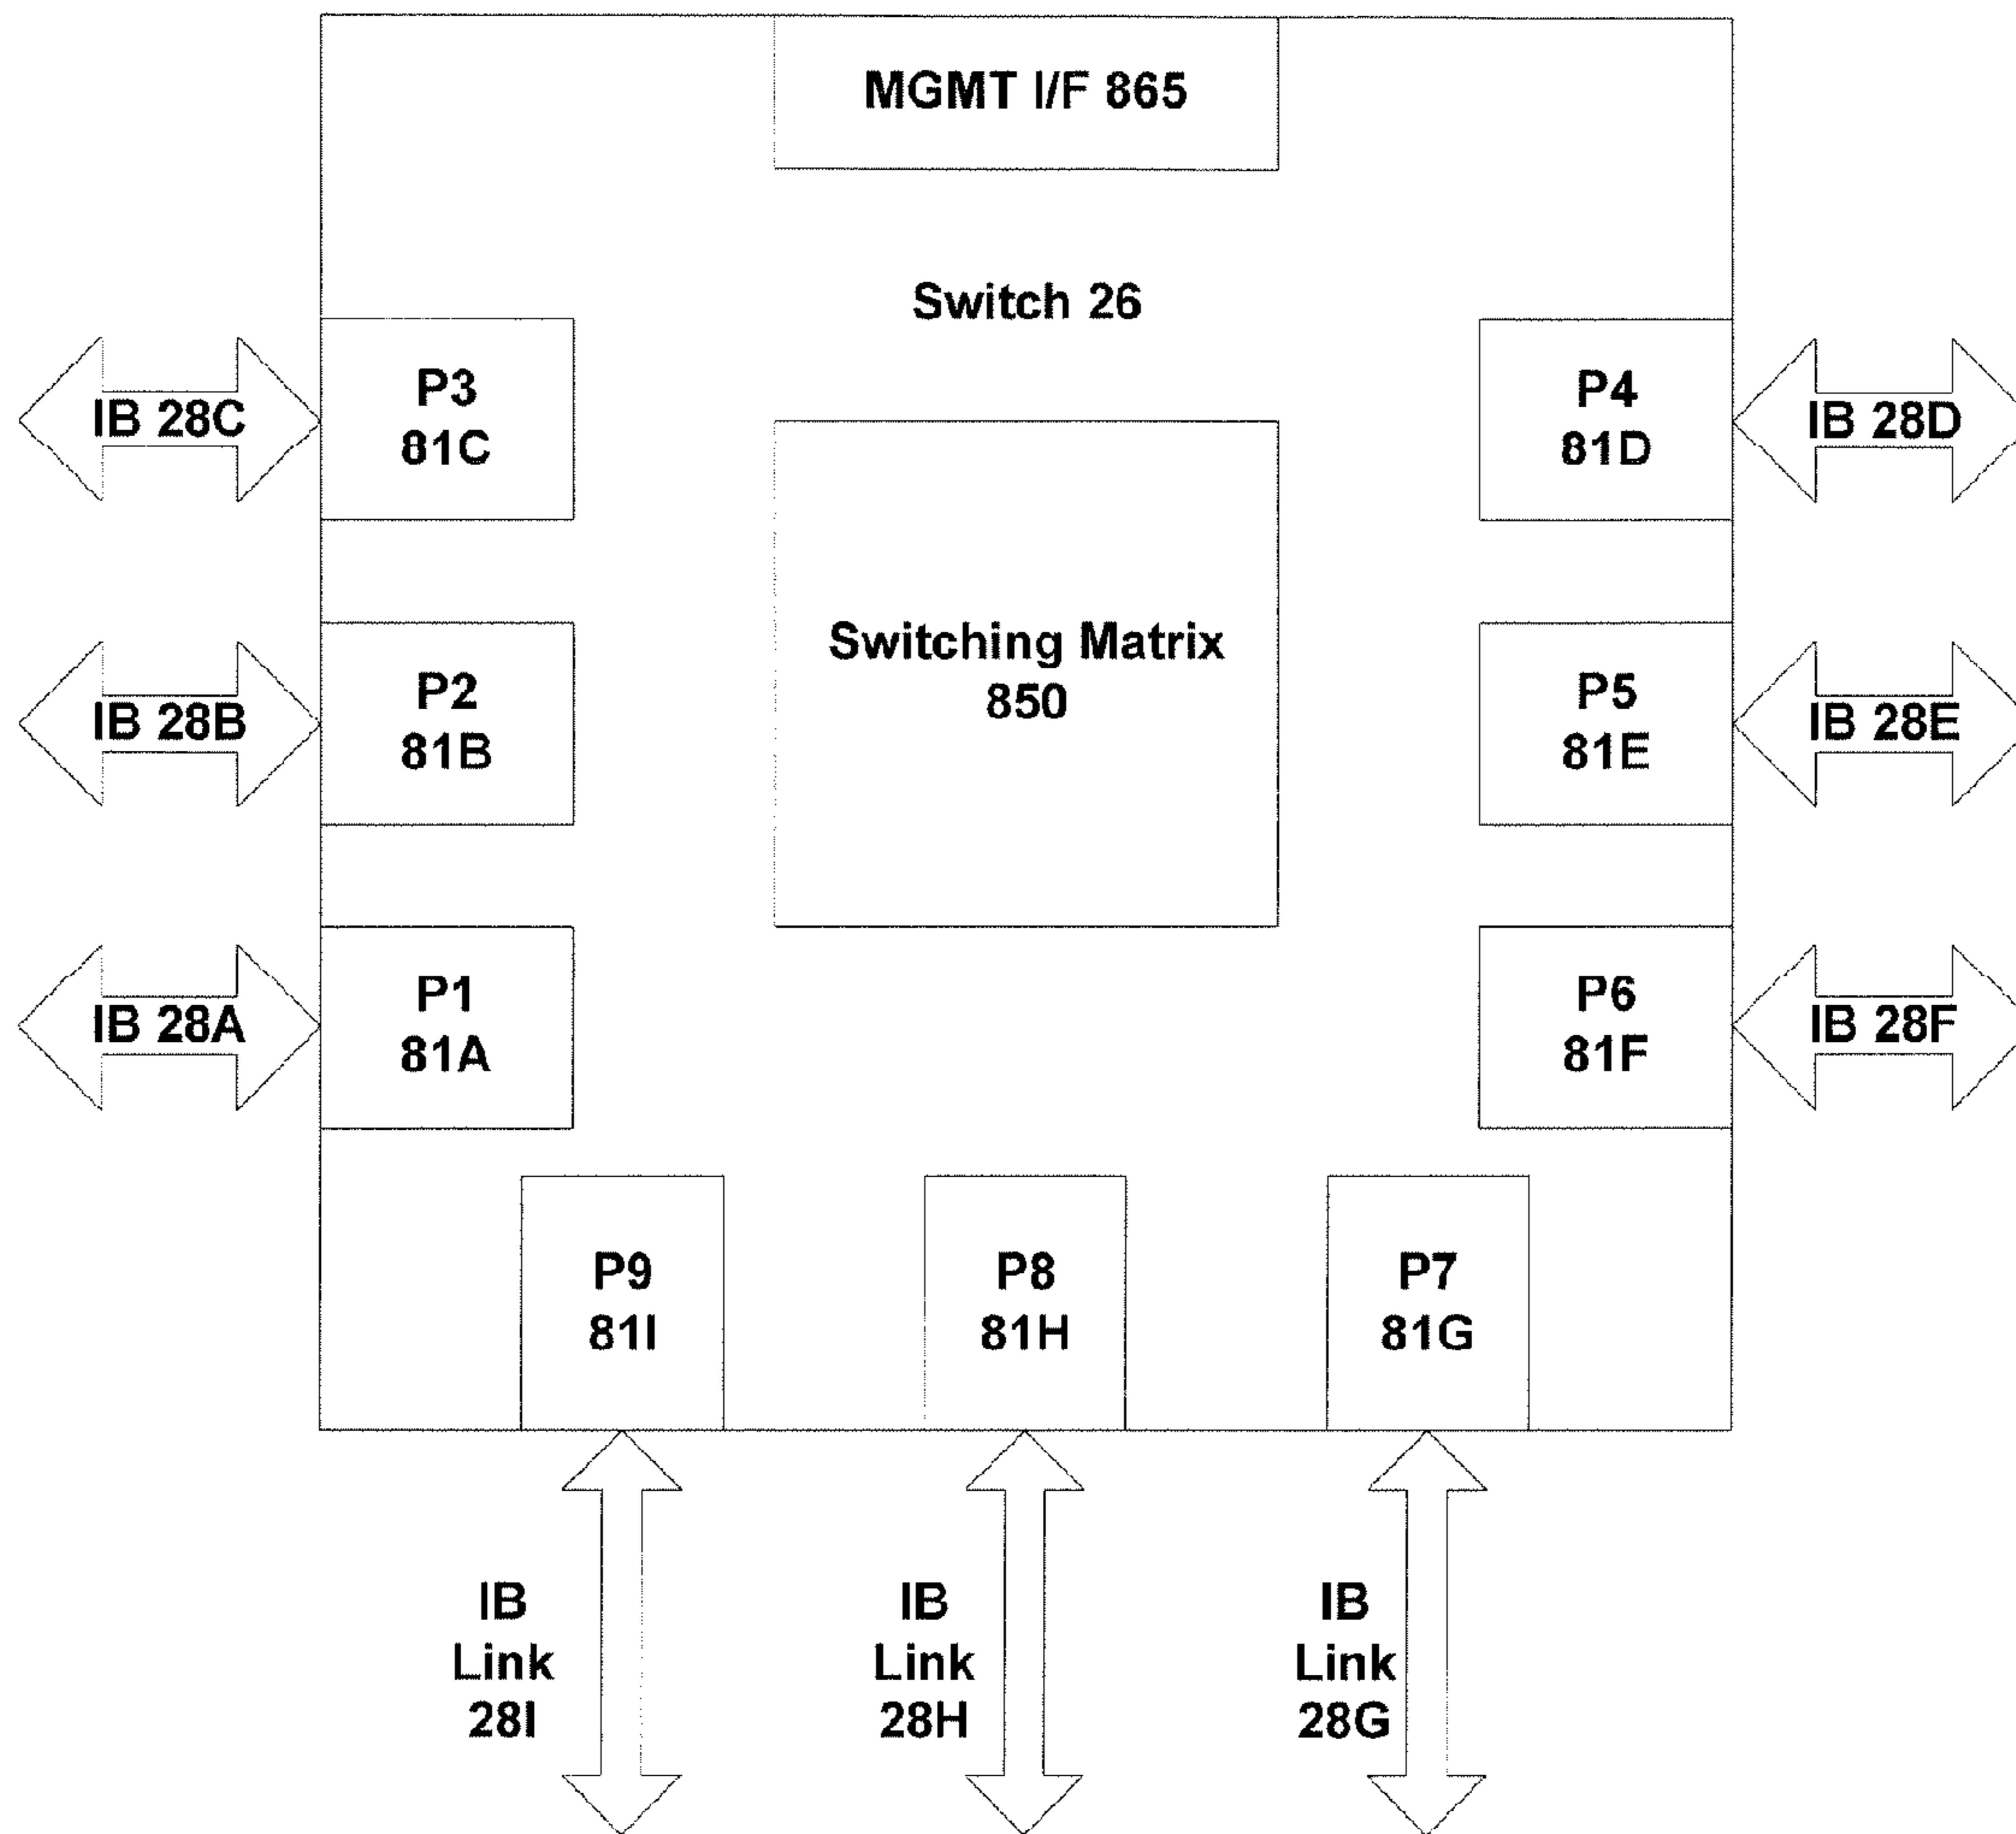 MGMT I/F 865
Switch 26
IB 28C
P3
81C
P4
81D
IB 28D
Switching Matrix
850
IB 28B
P2
81B
P5
81E
IB 28E
IB 28A
P1
81A
P6
81F
IB 28F
P9
81I
P8
81H
P7
81G
IB
Link
28I
IB
Link
28H
IB
Link
28G